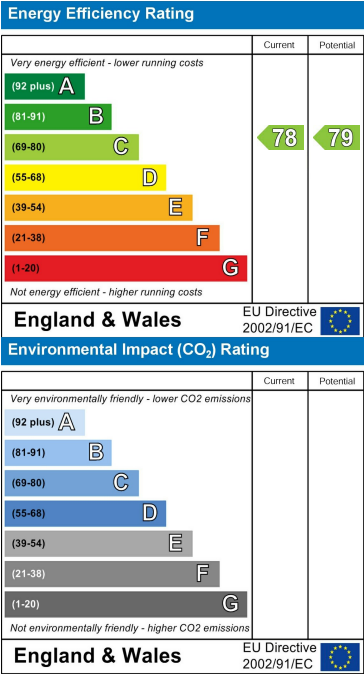 Energy Efficiency Rating
Current Potential
Very energy efficient - lower running costs
(92 plus) A
(81-91) B
(69-80) C 78 79
(55-68) D
(39-54) E
(21-38) F
(1-20) G
Not energy efficient - higher running costs
England & Wales EU Directive
2002/91/EC
Environmental Impact (CO₂) Rating
Current Potential
Very environmentally friendly - lower CO2 emissions
(92 plus) A
(81-91) B
(69-80) C
(55-68) D
(39-54) E
(21-38) F
(1-20) G
Not environmentally friendly - higher CO2 emissions
England & Wales EU Directive
2002/91/EC